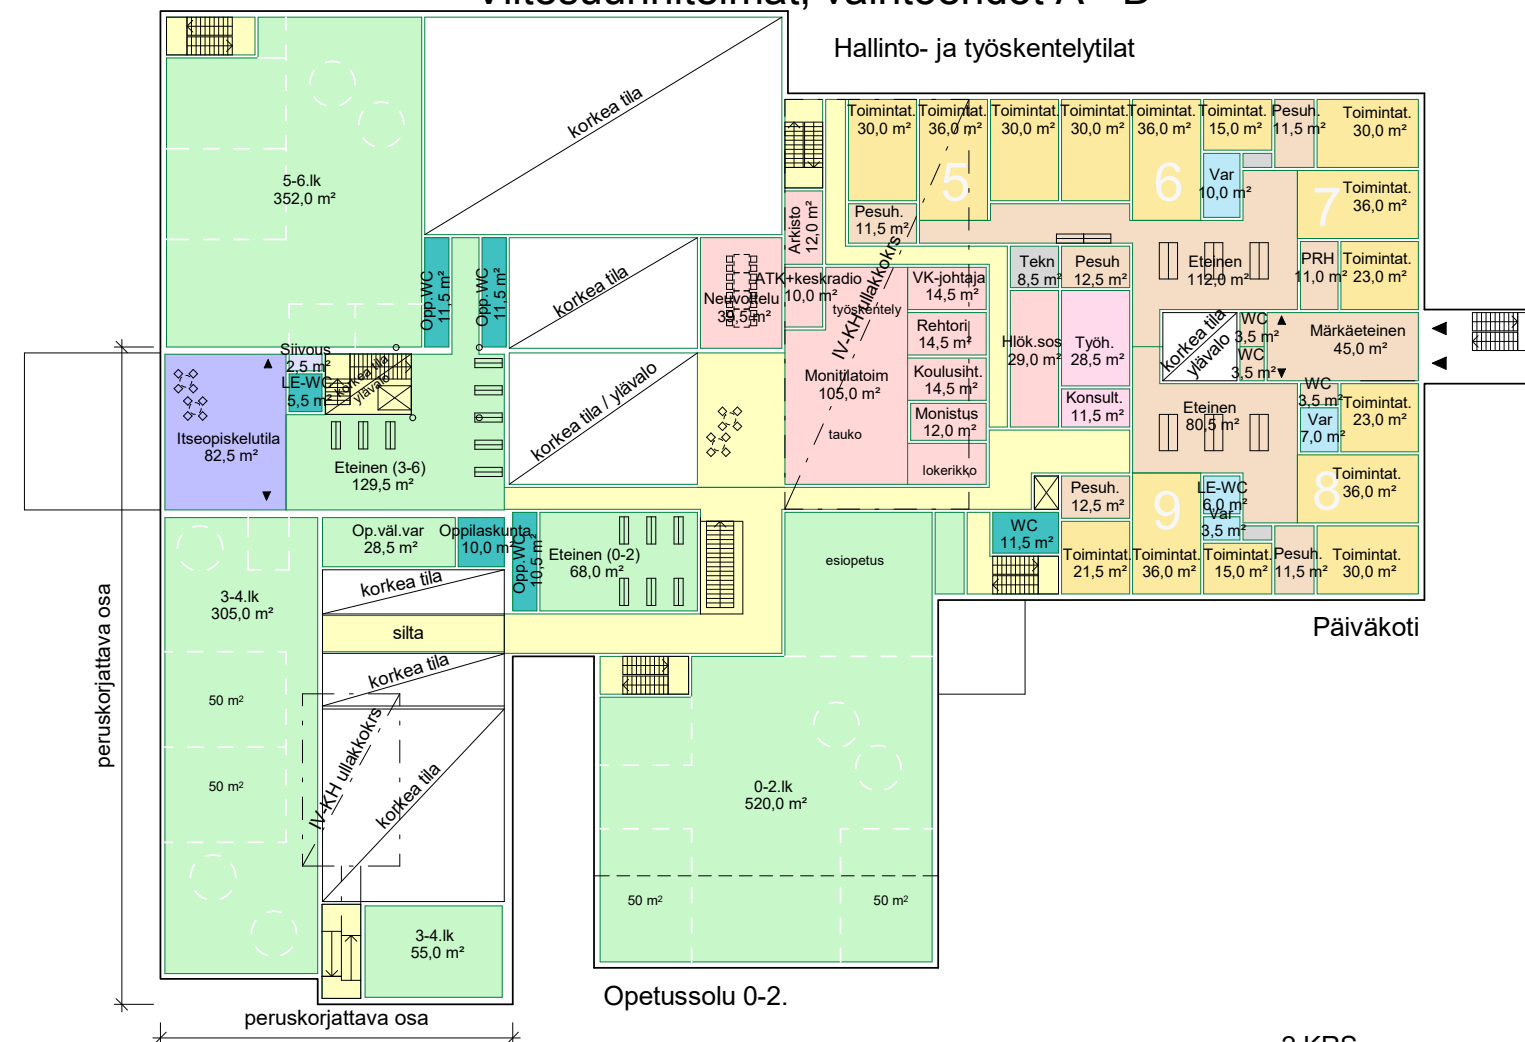 Hallinto- ja työskentelytilat
korkea tila
5-6.lk
352,0 m²
Toimintat.
30,0 m²
Toimintat.
36,0 m²
Toimintat.
30,0 m²
Toimintat.
30,0 m²
Toimintat.
36,0 m²
Toimintat.
15,0 m²
Pesuh.
11,5 m²
Toimintat.
30,0 m²
5
6
7
Var
10,0 m²
Toimintat.
36,0 m²
Pesuh.
11,5 m²
Arkisto
12,0 m²
Opp.WC
11,5 m²
Opp.WC
11,5 m²
korkea tila
Neuvottelu
39,5 m²
ATK+keskradio
10,0 m²
työskentely
IV-KH ullakkokrs
VK-johtaja
14,5 m²
Tekn
8,5 m²
Pesuh
12,5 m²
Eteinen
112,0 m²
PRH
11,0 m²
Toimintat.
23,0 m²
Rehtori
14,5 m²
Hlök.sos
29,0 m²
Työh.
28,5 m²
korkea tila
ylävalo
WC
3,5 m²
WC
3,5 m²
Märkäeteinen
45,0 m²
Siivous
2,5 m²
LE-WC
5,5 m²
korkea tila
ylävalo
korkea tila / ylävalo
Monitilatoim
105,0 m²
tauko
Koulusiht.
14,5 m²
Monistus
12,0 m²
lokerikko
Konsult.
11,5 m²
Eteinen
80,5 m²
WC
3,5 m²
Var
7,0 m²
Toimintat.
23,0 m²
Itseopiskelutila
82,5 m²
Eteinen (3-6)
129,5 m²
Pesuh.
12,5 m²
9
LE-WC
6,0 m²
Var
3,5 m²
8
Toimintat.
36,0 m²
Op.väl.var
28,5 m²
Oppilaskunta
10,0 m²
Opp.WC
10,5 m²
Eteinen (0-2)
68,0 m²
esiopetus
WC
11,5 m²
Toimintat.
21,5 m²
Toimintat.
36,0 m²
Toimintat.
15,0 m²
Pesuh.
11,5 m²
Toimintat.
30,0 m²
korkea tila
3-4.lk
305,0 m²
silta
Päiväkoti
korkea tila
peruskorjattava osa
50 m²
50 m²
IV-KH ullakkokrs
korkea tila
0-2.lk
520,0 m²
50 m²
50 m²
3-4.lk
55,0 m²
Opetussolu 0-2.
peruskorjattava osa